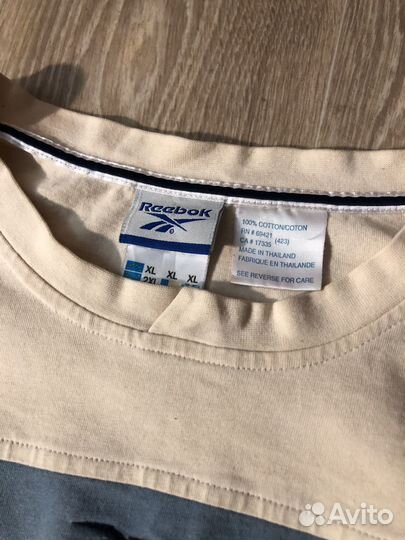 Reebok
XL XL XL
2XL
100% COTTON/COTON
RN # 69421
CA # 17335 (423)
MADE IN THAILAND
FABRIQUE EN THAILANDE
SEE REVERSE FOR CARE
Avito